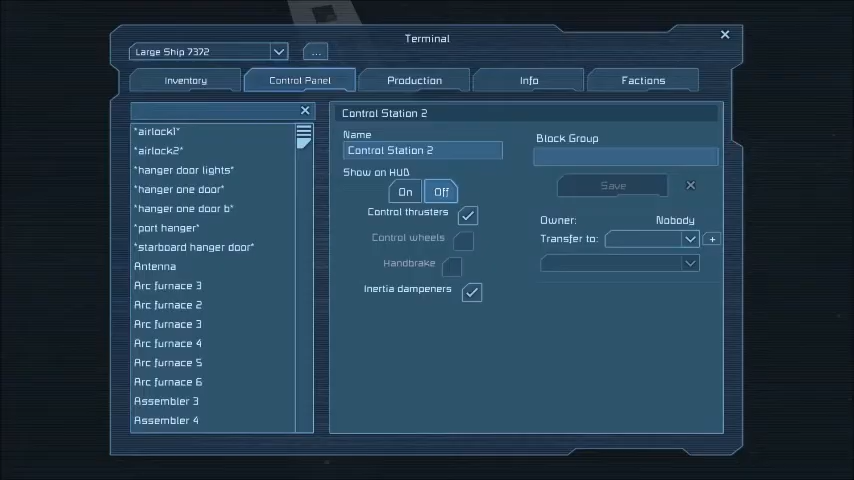 Terminal
Large Ship 7372
...
Inventory
Control Panel
Production
Info
Factions
*airlock1*
*airlock2*
*hanger door lights*
*hanger one door*
*hanger one door b*
*port hanger*
*starboard hanger door*
Antenna
Arc furnace 3
Arc furnace 2
Arc furnace 3
Arc furnace 4
Arc furnace 5
Arc furnace 6
Assembler 3
Assembler 4
Control Station 2
Name
Control Station 2
Show on HUD
On
Off
Control thrusters
Control wheels
Handbrake
Inertia dampeners
Block Group
Save
Owner:
Nobody
Transfer to:
+